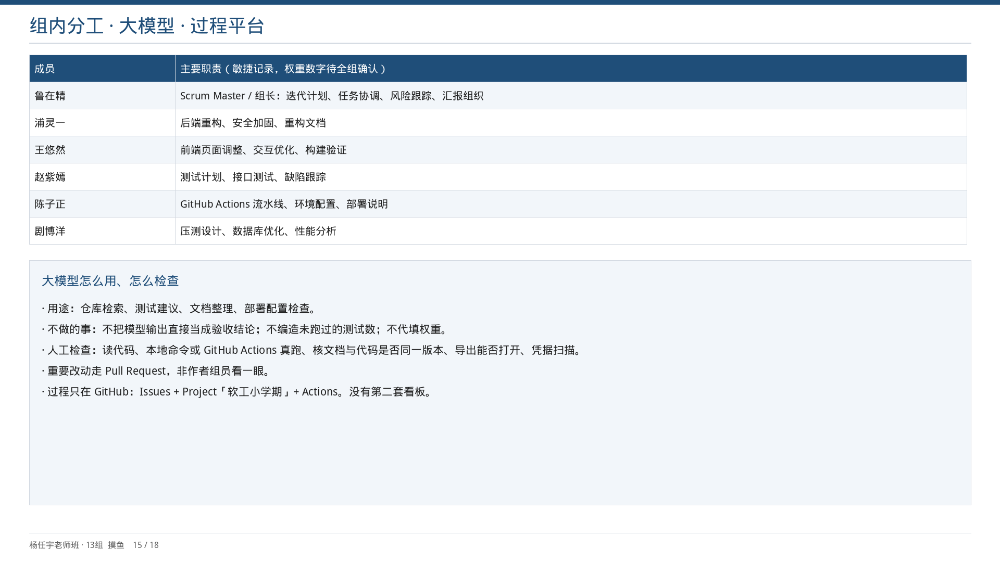 组内分工 · 大模型 · 过程平台
成员 主要职责（敏捷记录，权重数字待全组确认）
鲁在精 Scrum Master / 组长：迭代计划、任务协调、风险跟踪、汇报组织
浦灵一 后端重构、安全加固、重构文档
王悠然 前端页面调整、交互优化、构建验证
赵紫嫣 测试计划、接口测试、缺陷跟踪
陈子正 GitHub Actions 流水线、环境配置、部署说明
剧博洋 压测设计、数据库优化、性能分析
大模型怎么用、怎么检查
· 用途：仓库检索、测试建议、文档整理、部署配置检查。
· 不做的事：不把模型输出直接当成验收结论；不编造未跑过的测试数；不代填权重。
· 人工检查：读代码、本地命令或 GitHub Actions 真跑、核文档与代码是否同一版本、导出能否打开、凭据扫描。
· 重要改动走 Pull Request，非作者组员看一眼。
· 过程只在 GitHub：Issues + Project「软工小学期」+ Actions。没有第二套看板。
杨任宇老师班 · 13组 摸鱼 15 / 18